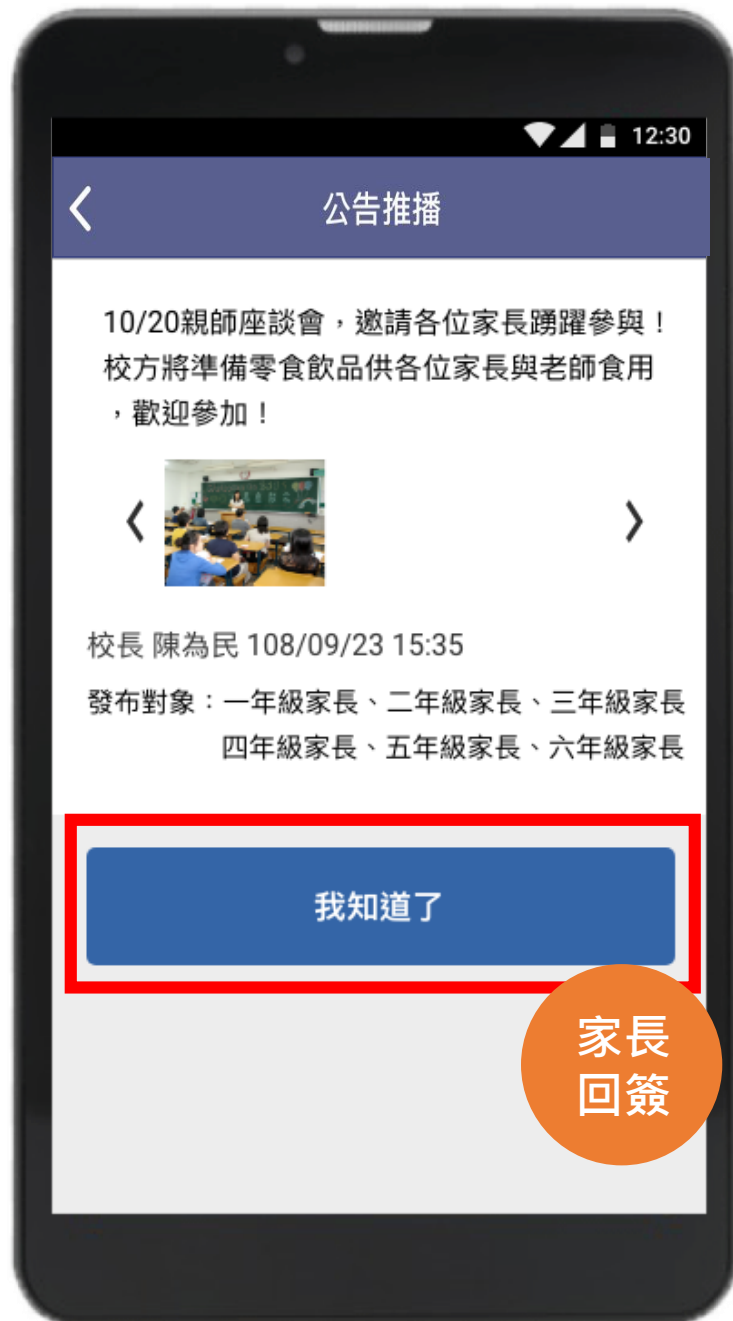 12:30
公告推播
10/20親師座談會，邀請各位家長踴躍參與！
校方將準備零食飲品供各位家長與老師食用
，歡迎參加！
校長 陳為民 108/09/23 15:35
發布對象：一年級家長、二年級家長、三年級家長
四年級家長、五年級家長、六年級家長
我知道了
家長
回簽